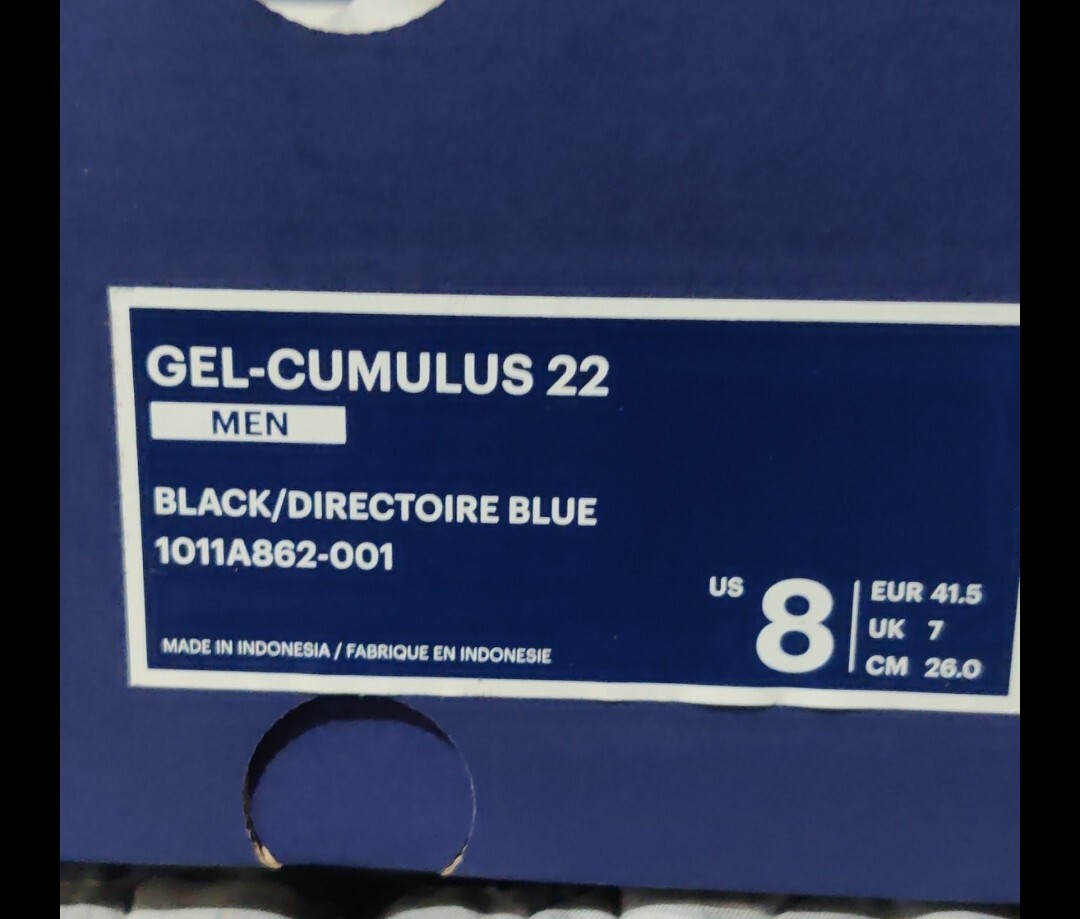 GEL-CUMULUS 22
MEN
BLACK/DIRECTOIRE BLUE
1011A862-001
MADE IN INDONESIA / FABRIQUE EN INDONESIE
US 8
EUR 41.5
UK 7
CM 26.0